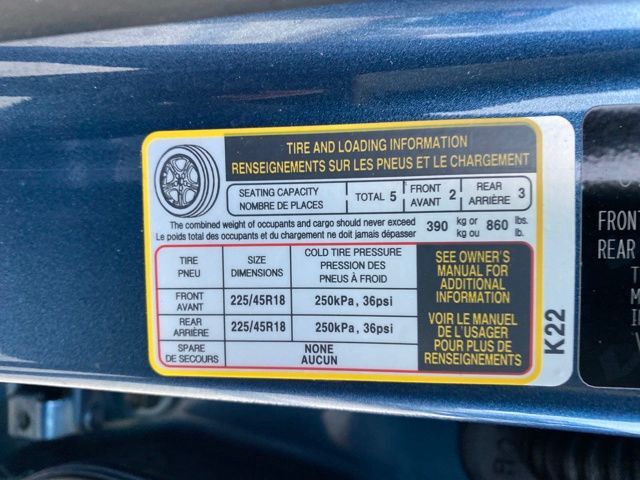 TIRE AND LOADING INFORMATION
RENSEIGNEMENTS SUR LES PNEUS ET LE CHARGEMENT
SEATING CAPACITY
NOMBRE DE PLACES
TOTAL 5
FRONT
AVANT 2
REAR
ARRIÈRE 3
The combined weight of occupants and cargo should never exceed
Le poids total des occupants et du chargement ne doit jamais dépasser
390 kg or
kg ou 860 lbs.
lb.
TIRE
PNEU
SIZE
DIMENSIONS
COLD TIRE PRESSURE
PRESSION DES
PNEUS À FROID
FRONT
AVANT
225/45R18
250kPa, 36psi
REAR
ARRIÈRE
225/45R18
250kPa, 36psi
SPARE
DE SECOURS
NONE
AUCUN
SEE OWNER'S
MANUAL FOR
ADDITIONAL
INFORMATION
VOIR LE MANUEL
DE L'USAGER
POUR PLUS DE
RENSEIGNEMENTS
K22
FRONT
REAR